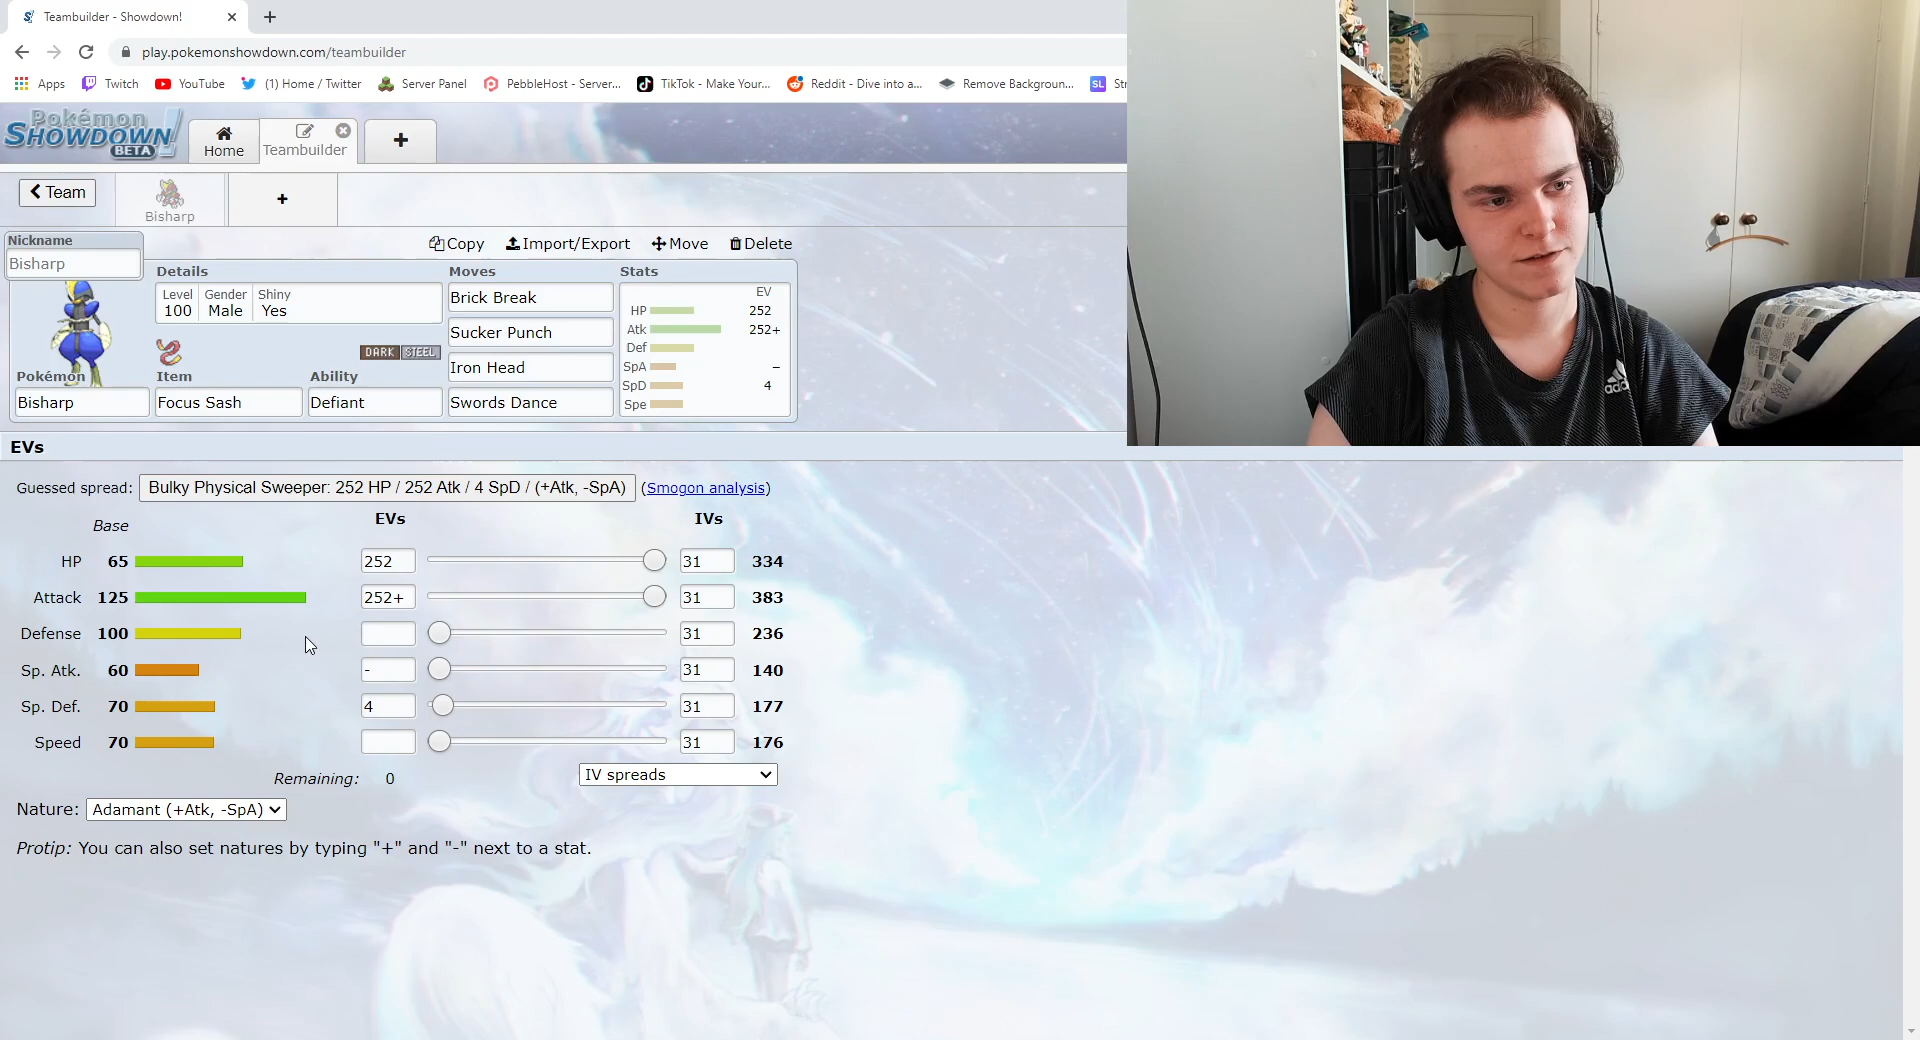 Teambuilder - Showdown!
play.pokemonshowdown.com/teambuilder
Apps Twitch YouTube (1) Home / Twitter Server Panel PebbleHost - Server... TikTok - Make Your... Reddit - Dive into a... Remove Backgroun... SL Str
Pokémon
SHOWDOWN!
BETA
Home
Teambuilder
+
Team
Bisharp
+
Copy Import/Export Move Delete
Nickname
Bisharp
Details
Level Gender Shiny
100 Male Yes
DARK STEEL
Pokémon Item Ability
Bisharp Focus Sash Defiant
Moves
Brick Break
Sucker Punch
Iron Head
Swords Dance
Stats
EV
HP 252
Atk 252+
Def
SpA −
SpD 4
Spe
EVs
Guessed spread: Bulky Physical Sweeper: 252 HP / 252 Atk / 4 SpD / (+Atk, -SpA) (Smogon analysis)
Base EVs IVs
HP 65 252 31 334
Attack 125 252+ 31 383
Defense 100 31 236
Sp. Atk. 60 - 31 140
Sp. Def. 70 4 31 177
Speed 70 31 176
Remaining: 0 IV spreads
Nature: Adamant (+Atk, -SpA)
Protip: You can also set natures by typing "+" and "-" next to a stat.